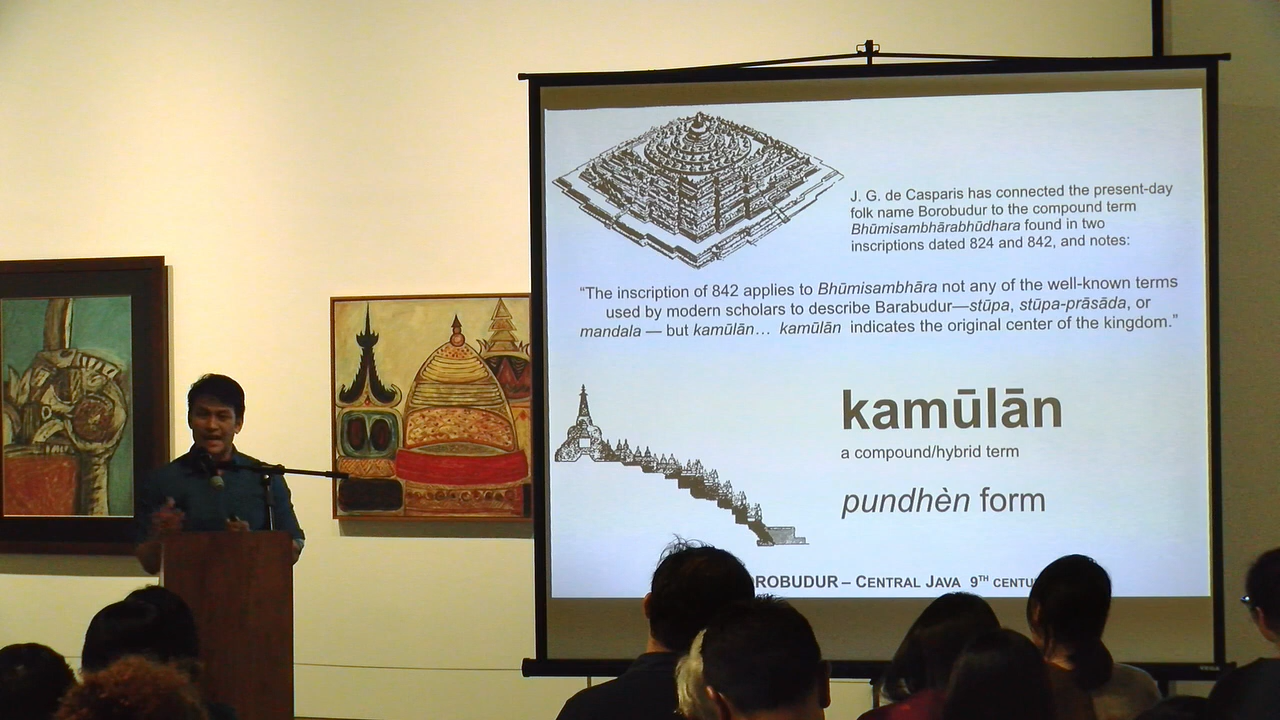 J. G. de Casparis has connected the present-day
folk name Borobudur to the compound term
Bhūmisambhārabhūdhara found in two
inscriptions dated 824 and 842, and notes:
“The inscription of 842 applies to Bhūmisambhāra not any of the well-known terms
used by modern scholars to describe Barabudur—stūpa, stūpa-prāsāda, or
mandala — but kamūlān… kamūlān indicates the original center of the kingdom.”
kamūlān
a compound/hybrid term
pundhèn form
OROBUDUR – CENTRAL JAVA 9TH CENTU